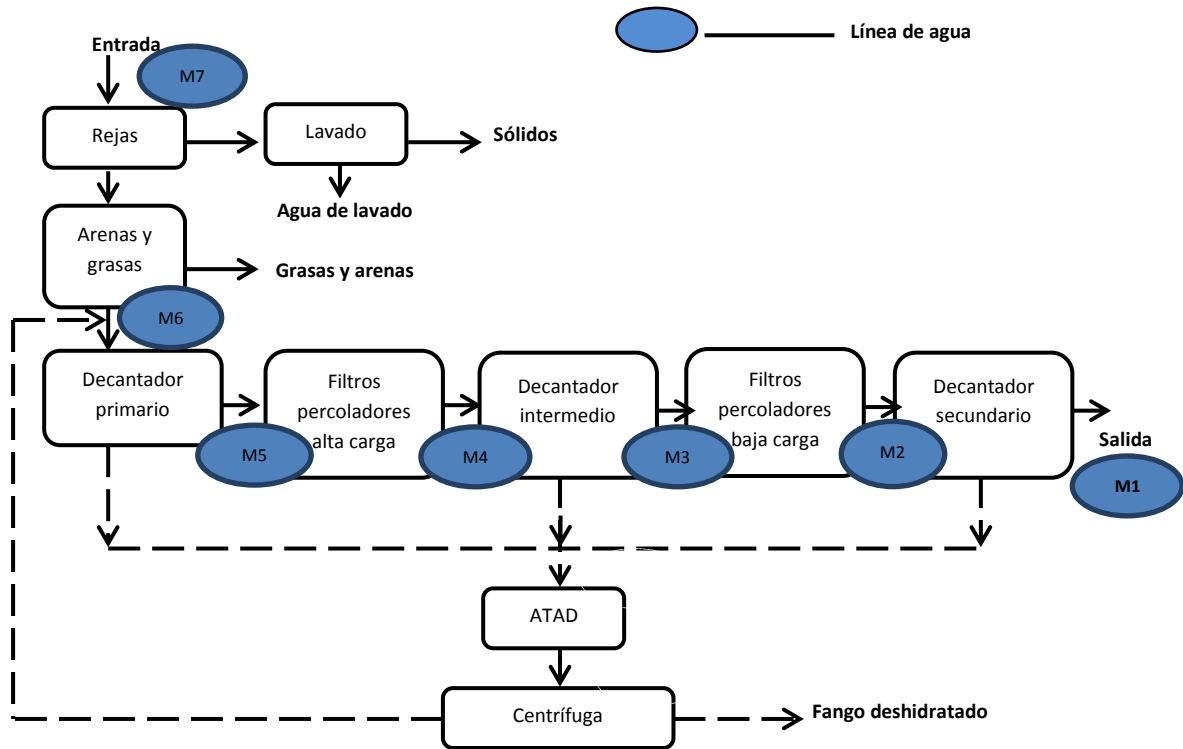 Línea de agua
Entrada
M7
Rejas
Lavado
Sólidos
Agua de lavado
Arenas y
grasas
Grasas y arenas
M6
Decantador
primario
Filtros
percoladores
alta carga
Decantador
intermedio
Filtros
percoladores
baja carga
Decantador
secundario
M5
M4
M3
M2
Salida
M1
ATAD
Centrífuga
Fango deshidratado